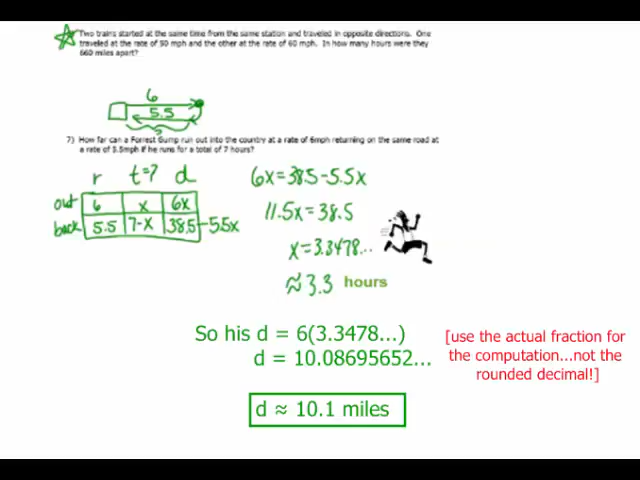 Two trains started at the same time from the same station and traveled in opposite directions. One
traveled at the rate of 50 mph and the other at the rate of 60 mph. In how many hours were they
660 miles apart?
6
5.5
7) How far can a Forrest Gump run out into the country at a rate of 6mph returning on the same road at
a rate of 5.5mph if he runs for a total of 7 hours?
r t=7 d
out 6 x 6x
back 5.5 7-x 38.5-5.5x
6x=38.5-5.5x
11.5x=38.5
x=3.3478...
≈3.3 hours
So his d = 6(3.3478...)
d = 10.08695652...
[use the actual fraction for
the computation...not the
rounded decimal!]
d ≈ 10.1 miles